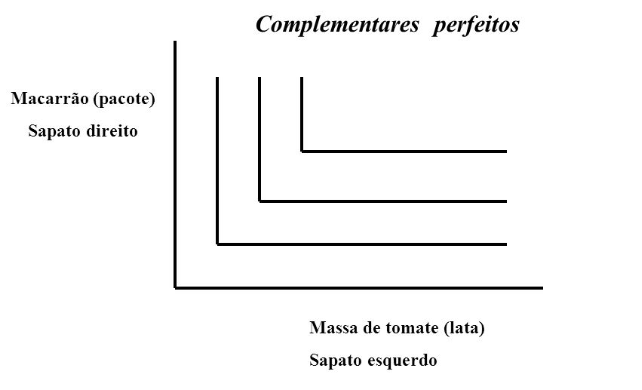 Complementares perfeitos
Macarrão (pacote)
Sapato direito
Massa de tomate (lata)
Sapato esquerdo